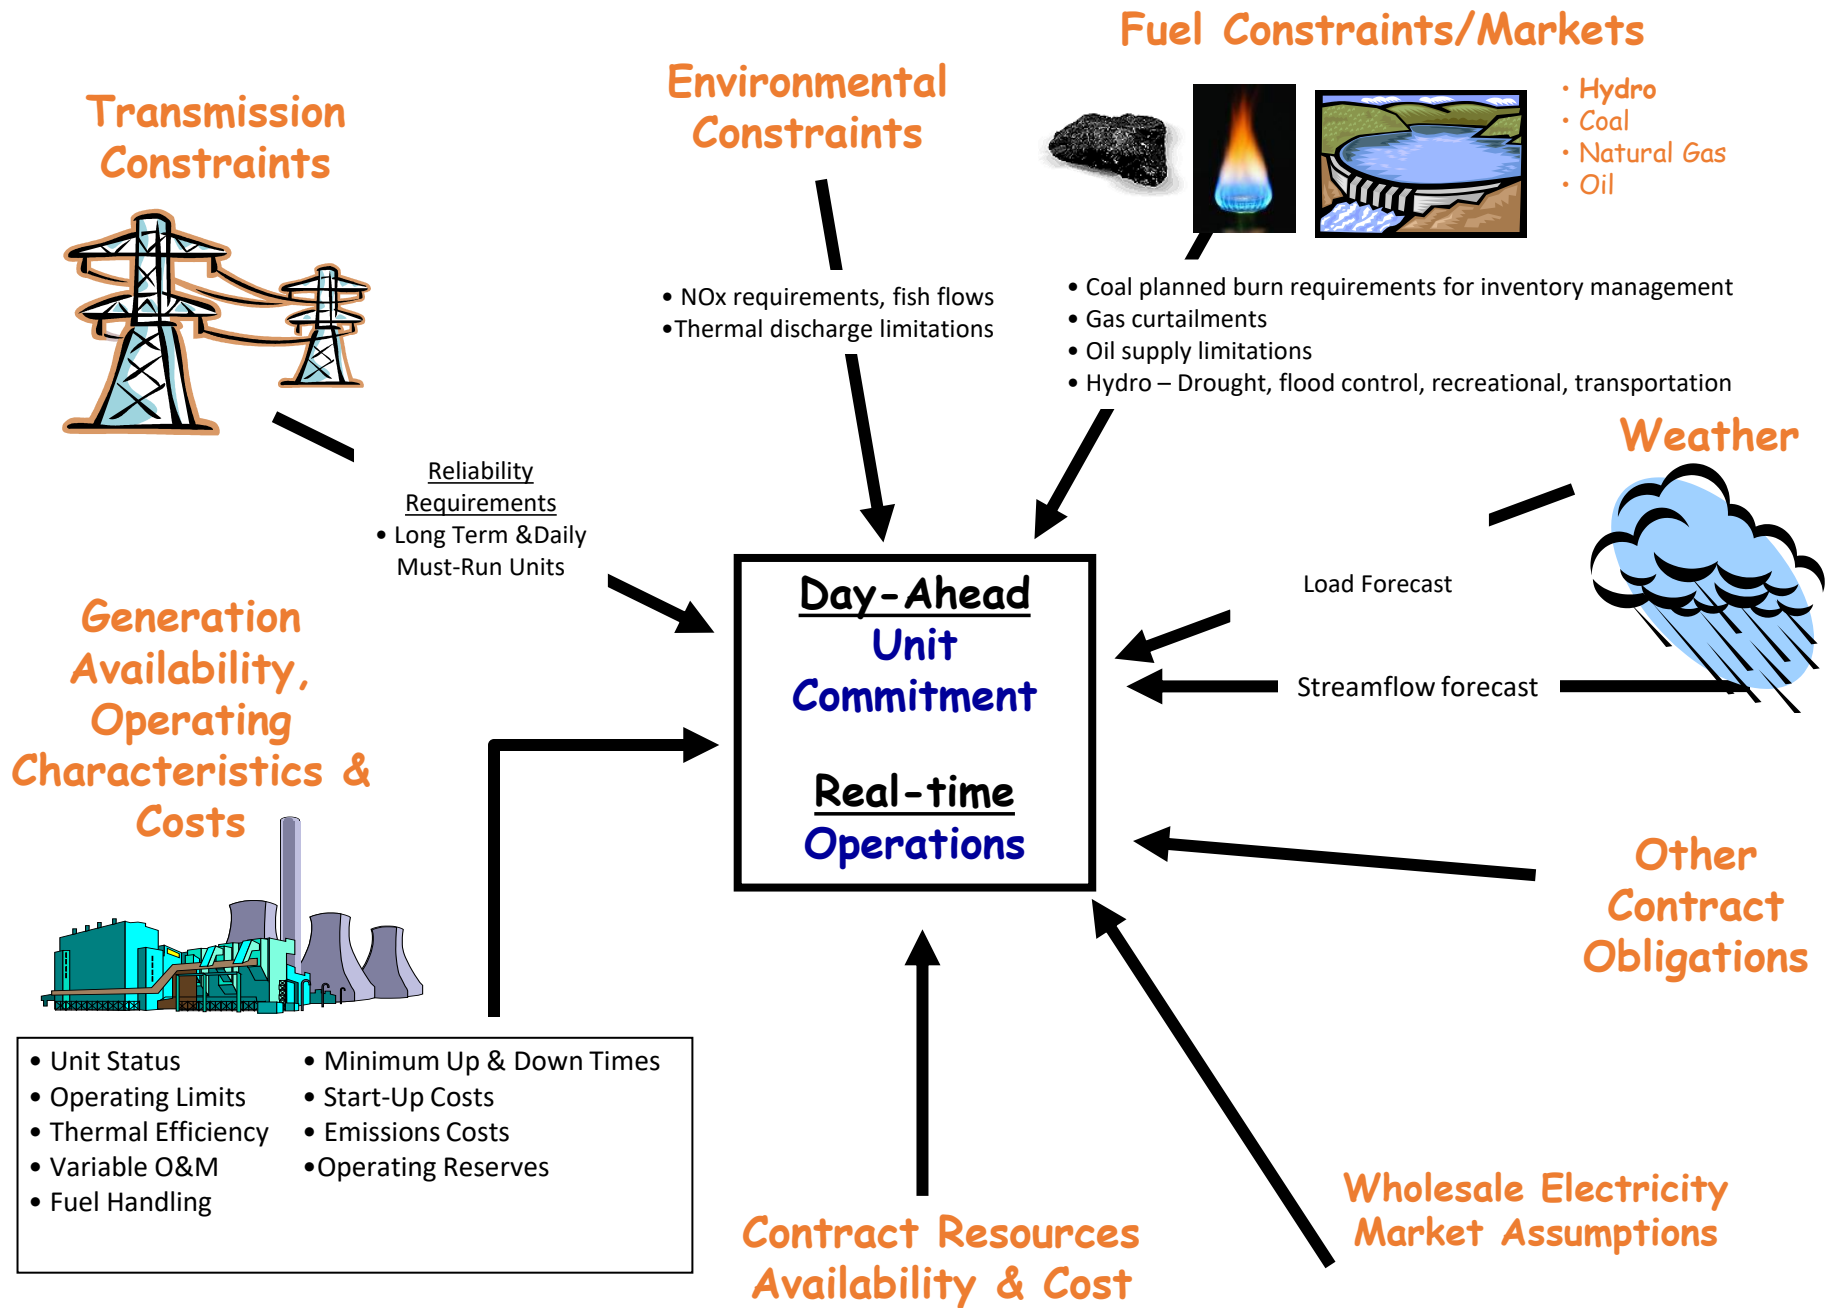 Fuel Constraints/Markets
• Hydro
• Coal
• Natural Gas
• Oil
Environmental
Constraints
Transmission
Constraints
• NOx requirements, fish flows
•Thermal discharge limitations
• Coal planned burn requirements for inventory management
• Gas curtailments
• Oil supply limitations
• Hydro – Drought, flood control, recreational, transportation
Weather
Reliability
Requirements
• Long Term &Daily
Must-Run Units
Load Forecast
Streamflow forecast
Generation
Availability,
Operating
Characteristics &
Costs
Day-Ahead
Unit
Commitment
Real-time
Operations
Other
Contract
Obligations
• Unit Status
• Operating Limits
• Thermal Efficiency
• Variable O&M
• Fuel Handling
• Minimum Up & Down Times
• Start-Up Costs
• Emissions Costs
•Operating Reserves
Contract Resources
Availability & Cost
Wholesale Electricity
Market Assumptions